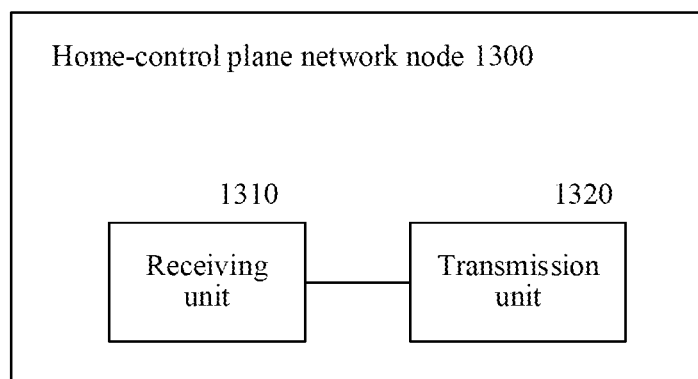 Home-control plane network node 1300
1310
1320
Receiving
unit
Transmission
unit